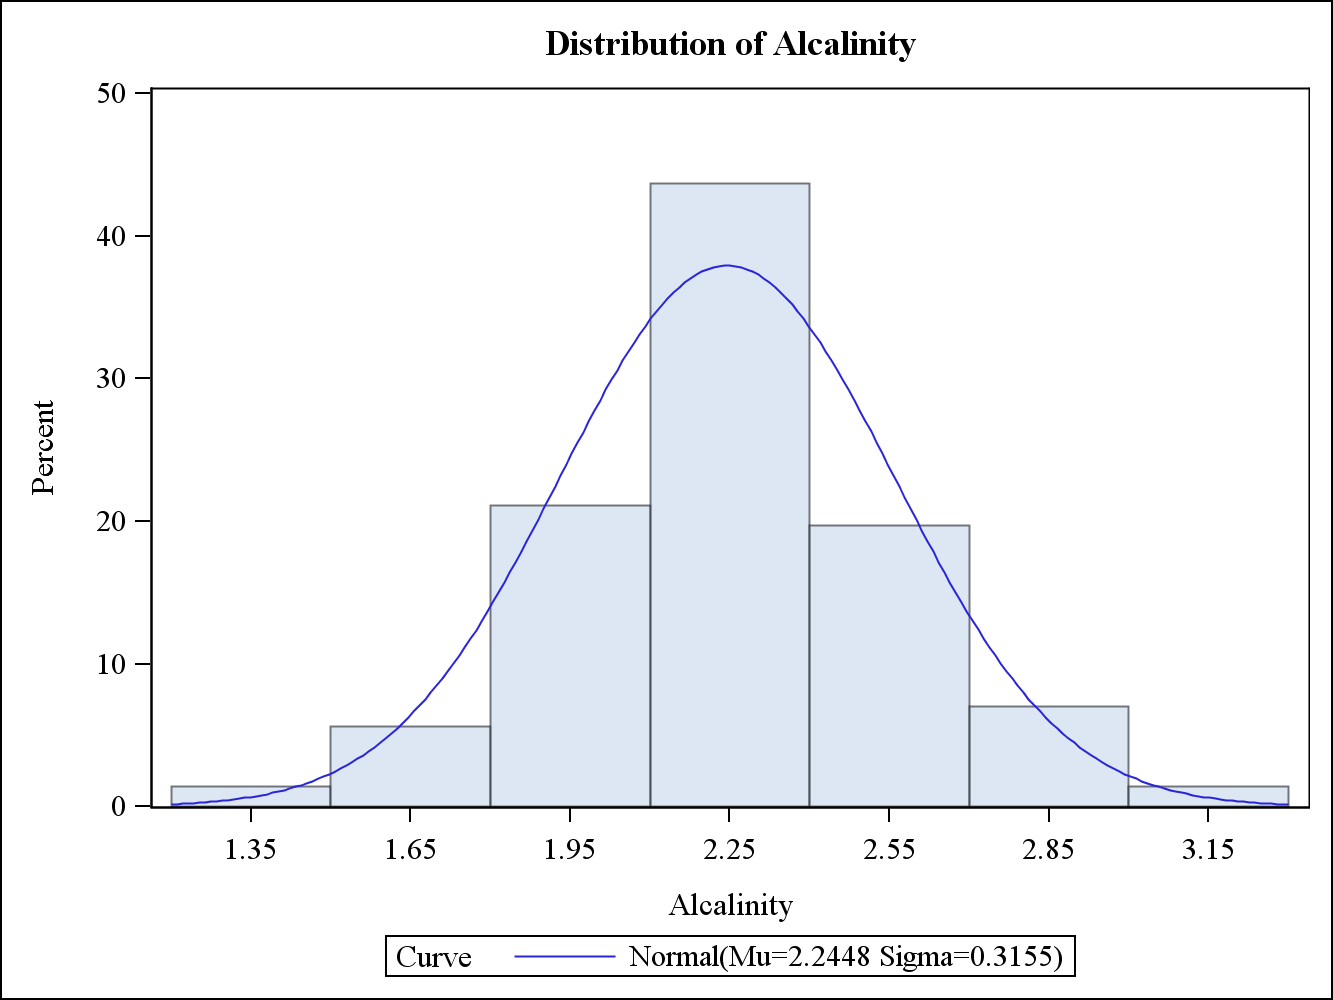 Distribution of Alcalinity
50
40
30
20
10
0
Percent
1.35 1.65 1.95 2.25 2.55 2.85 3.15
Alcalinity
Curve Normal(Mu=2.2448 Sigma=0.3155)